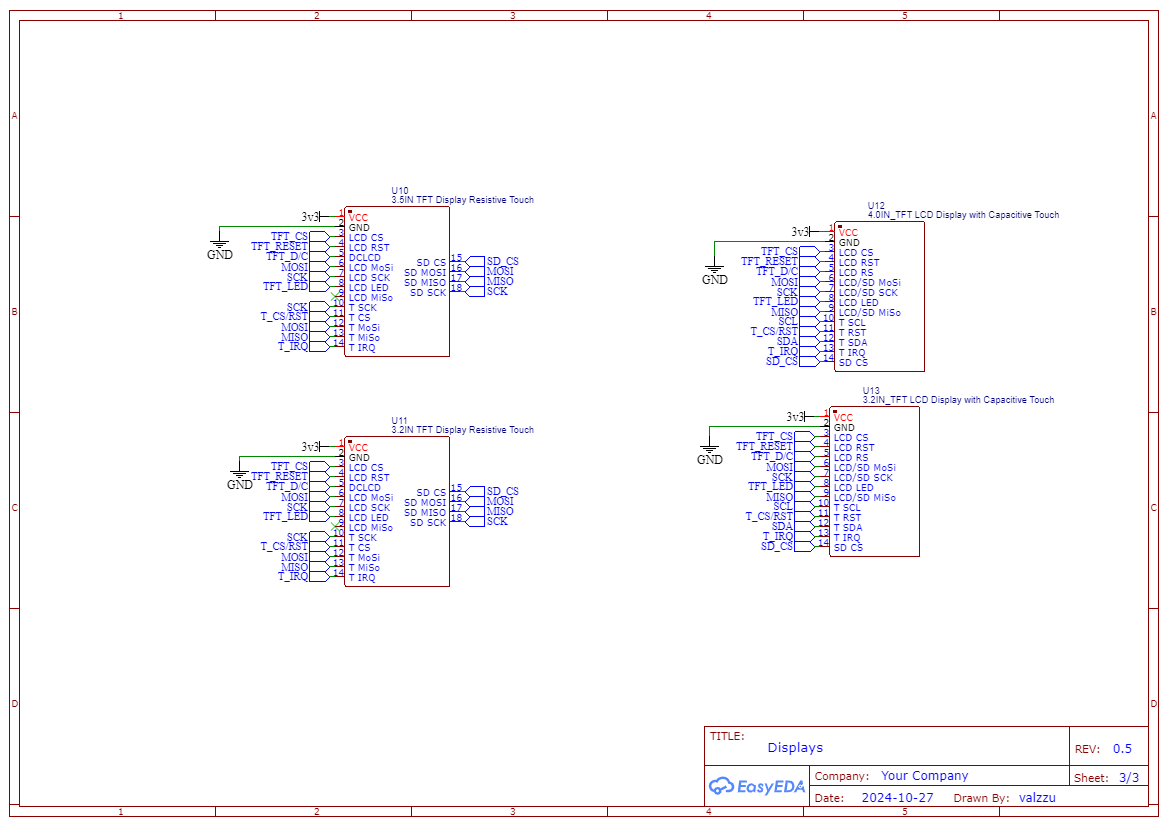 1 2 3 4 5
A A
B B
C C
D D
U10
3.5IN TFT Display Resistive Touch
3v3 1 VCC
GND 2 GND
TFT_CS 3 LCD CS
TFT_RESET 4 LCD RST
TFT_D/C 5 DCLCD
MOSI 6 LCD MoSi
SCK 7 LCD SCK
TFT_LED 8 LCD LED
9 LCD MiSo
SCK 10 T SCK
T_CS/RST 11 T CS
MOSI 12 T MoSi
MISO 13 T MiSo
T_IRQ 14 T IRQ
SD CS 15 SD_CS
SD MOSI 16 MOSI
SD MISO 17 MISO
SD SCK 18 SCK
U12
4.0IN_TFT LCD Display with Capacitive Touch
3v3 1 VCC
GND 2 GND
TFT_CS 3 LCD CS
TFT_RESET 4 LCD RST
TFT_D/C 5 LCD RS
MOSI 6 LCD/SD MoSi
SCK 7 LCD/SD SCK
TFT_LED 8 LCD LED
MISO 9 LCD/SD MiSo
SCL 10 T SCL
T_CS/RST 11 T RST
SDA 12 T SDA
T_IRQ 13 T IRQ
SD_CS 14 SD CS
U11
3.2IN TFT Display Resistive Touch
3v3 1 VCC
GND 2 GND
TFT_CS 3 LCD CS
TFT_RESET 4 LCD RST
TFT_D/C 5 DCLCD
MOSI 6 LCD MoSi
SCK 7 LCD SCK
TFT_LED 8 LCD LED
9 LCD MiSo
SCK 10 T SCK
T_CS/RST 11 T CS
MOSI 12 T MoSi
MISO 13 T MiSo
T_IRQ 14 T IRQ
SD CS 15 SD_CS
SD MOSI 16 MOSI
SD MISO 17 MISO
SD SCK 18 SCK
U13
3.2IN_TFT LCD Display with Capacitive Touch
3v3 1 VCC
GND 2 GND
TFT_CS 3 LCD CS
TFT_RESET 4 LCD RST
TFT_D/C 5 LCD RS
MOSI 6 LCD/SD MoSi
SCK 7 LCD/SD SCK
TFT_LED 8 LCD LED
MISO 9 LCD/SD MiSo
SCL 10 T SCL
T_CS/RST 11 T RST
SDA 12 T SDA
T_IRQ 13 T IRQ
SD_CS 14 SD CS
TITLE:
Displays
REV: 0.5
EasyEDA
Company: Your Company
Sheet: 3/3
Date: 2024-10-27 Drawn By: valzzu
1 2 3 4 5